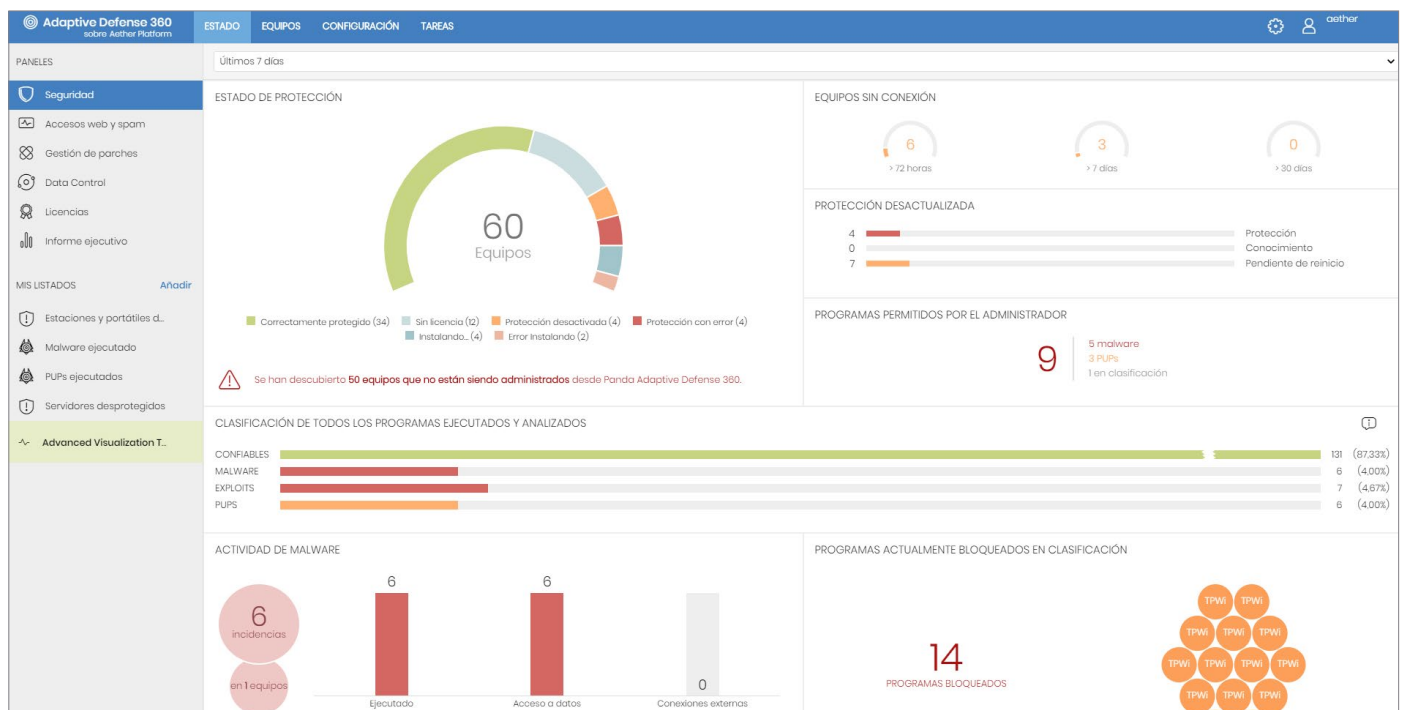 Adaptive Defense 360
sobre Aether Platform
ESTADO
EQUIPOS
CONFIGURACIÓN
TAREAS
aether
PANELES
Últimos 7 días
Seguridad
Accesos web y spam
Gestión de parches
Data Control
Licencias
Informe ejecutivo
MIS LISTADOS
Añadir
Estaciones y portátiles d...
Malware ejecutado
PUPs ejecutados
Servidores desprotegidos
Advanced Visualization T...
ESTADO DE PROTECCIÓN
60
Equipos
Correctamente protegido (34)
Sin licencia (12)
Protección desactivada (4)
Protección con error (4)
Instalando... (4)
Error Instalando (2)
Se han descubierto 50 equipos que no están siendo administrados desde Panda Adaptive Defense 360.
EQUIPOS SIN CONEXIÓN
6
> 72 horas
3
> 7 días
0
> 30 días
PROTECCIÓN DESACTUALIZADA
4 Protección
0 Conocimiento
7 Pendiente de reinicio
PROGRAMAS PERMITIDOS POR EL ADMINISTRADOR
9
5 malware
3 PUPs
1 en clasificación
CLASIFICACIÓN DE TODOS LOS PROGRAMAS EJECUTADOS Y ANALIZADOS
CONFIABLES 131 (87,33%)
MALWARE 6 (4,00%)
EXPLOITS 7 (4,67%)
PUPS 6 (4,00%)
ACTIVIDAD DE MALWARE
6
incidencias
en 1 equipos
6
Ejecutado
6
Acceso a datos
0
Conexiones externas
PROGRAMAS ACTUALMENTE BLOQUEADOS EN CLASIFICACIÓN
14
PROGRAMAS BLOQUEADOS
TPWi TPWi
TPWi TPWi TPWi
TPWi TPWi TPWi TPWi
TPWi TPWi TPWi